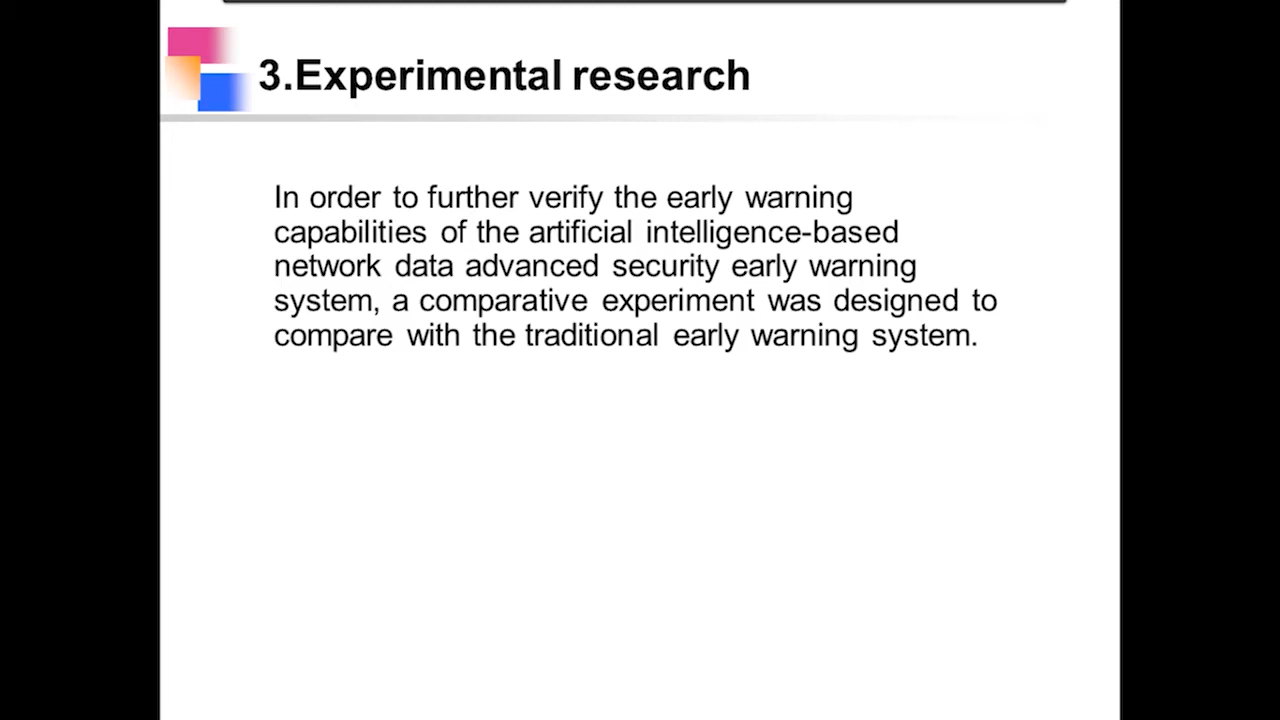 3.Experimental research
In order to further verify the early warning
capabilities of the artificial intelligence-based
network data advanced security early warning
system, a comparative experiment was designed to
compare with the traditional early warning system.